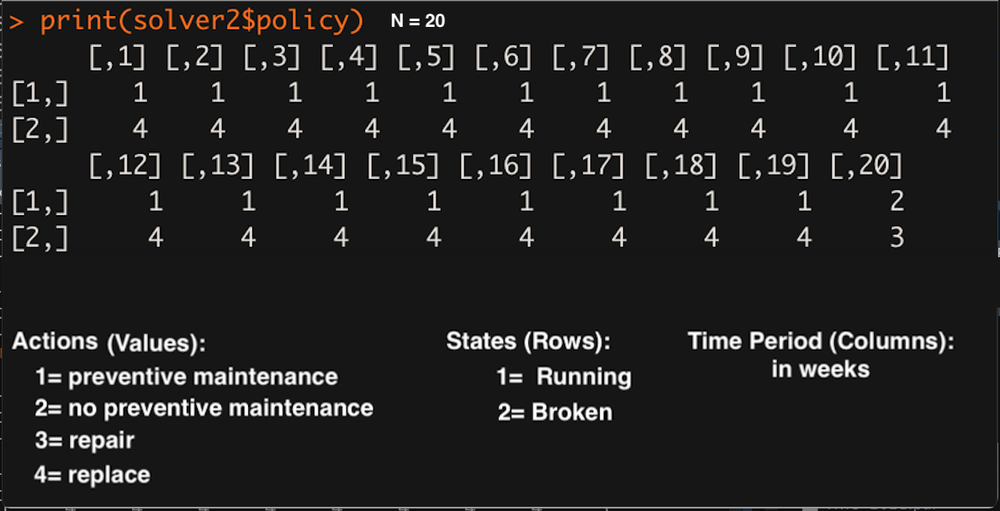 > print(solver2$policy) N = 20
[,1] [,2] [,3] [,4] [,5] [,6] [,7] [,8] [,9] [,10] [,11]
[1,] 1 1 1 1 1 1 1 1 1 1 1
[2,] 4 4 4 4 4 4 4 4 4 4 4
[,12] [,13] [,14] [,15] [,16] [,17] [,18] [,19] [,20]
[1,] 1 1 1 1 1 1 1 1 2
[2,] 4 4 4 4 4 4 4 4 3
Actions (Values):
1= preventive maintenance
2= no preventive maintenance
3= repair
4= replace
States (Rows):
1= Running
2= Broken
Time Period (Columns):
in weeks